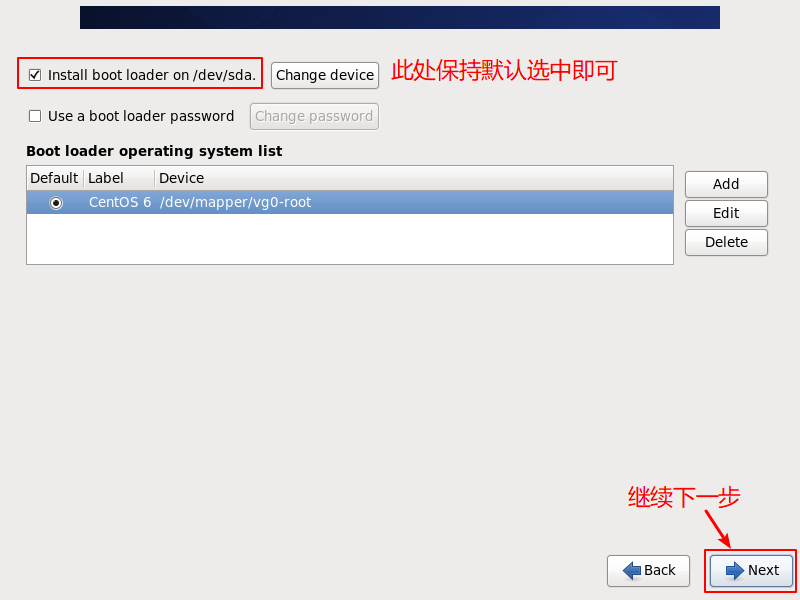 Install boot loader on /dev/sda. Change device 此处保持默认选中即可
Use a boot loader password Change password
Boot loader operating system list
Default Label Device
CentOS 6 /dev/mapper/vg0-root
Add
Edit
Delete
继续下一步
Back Next